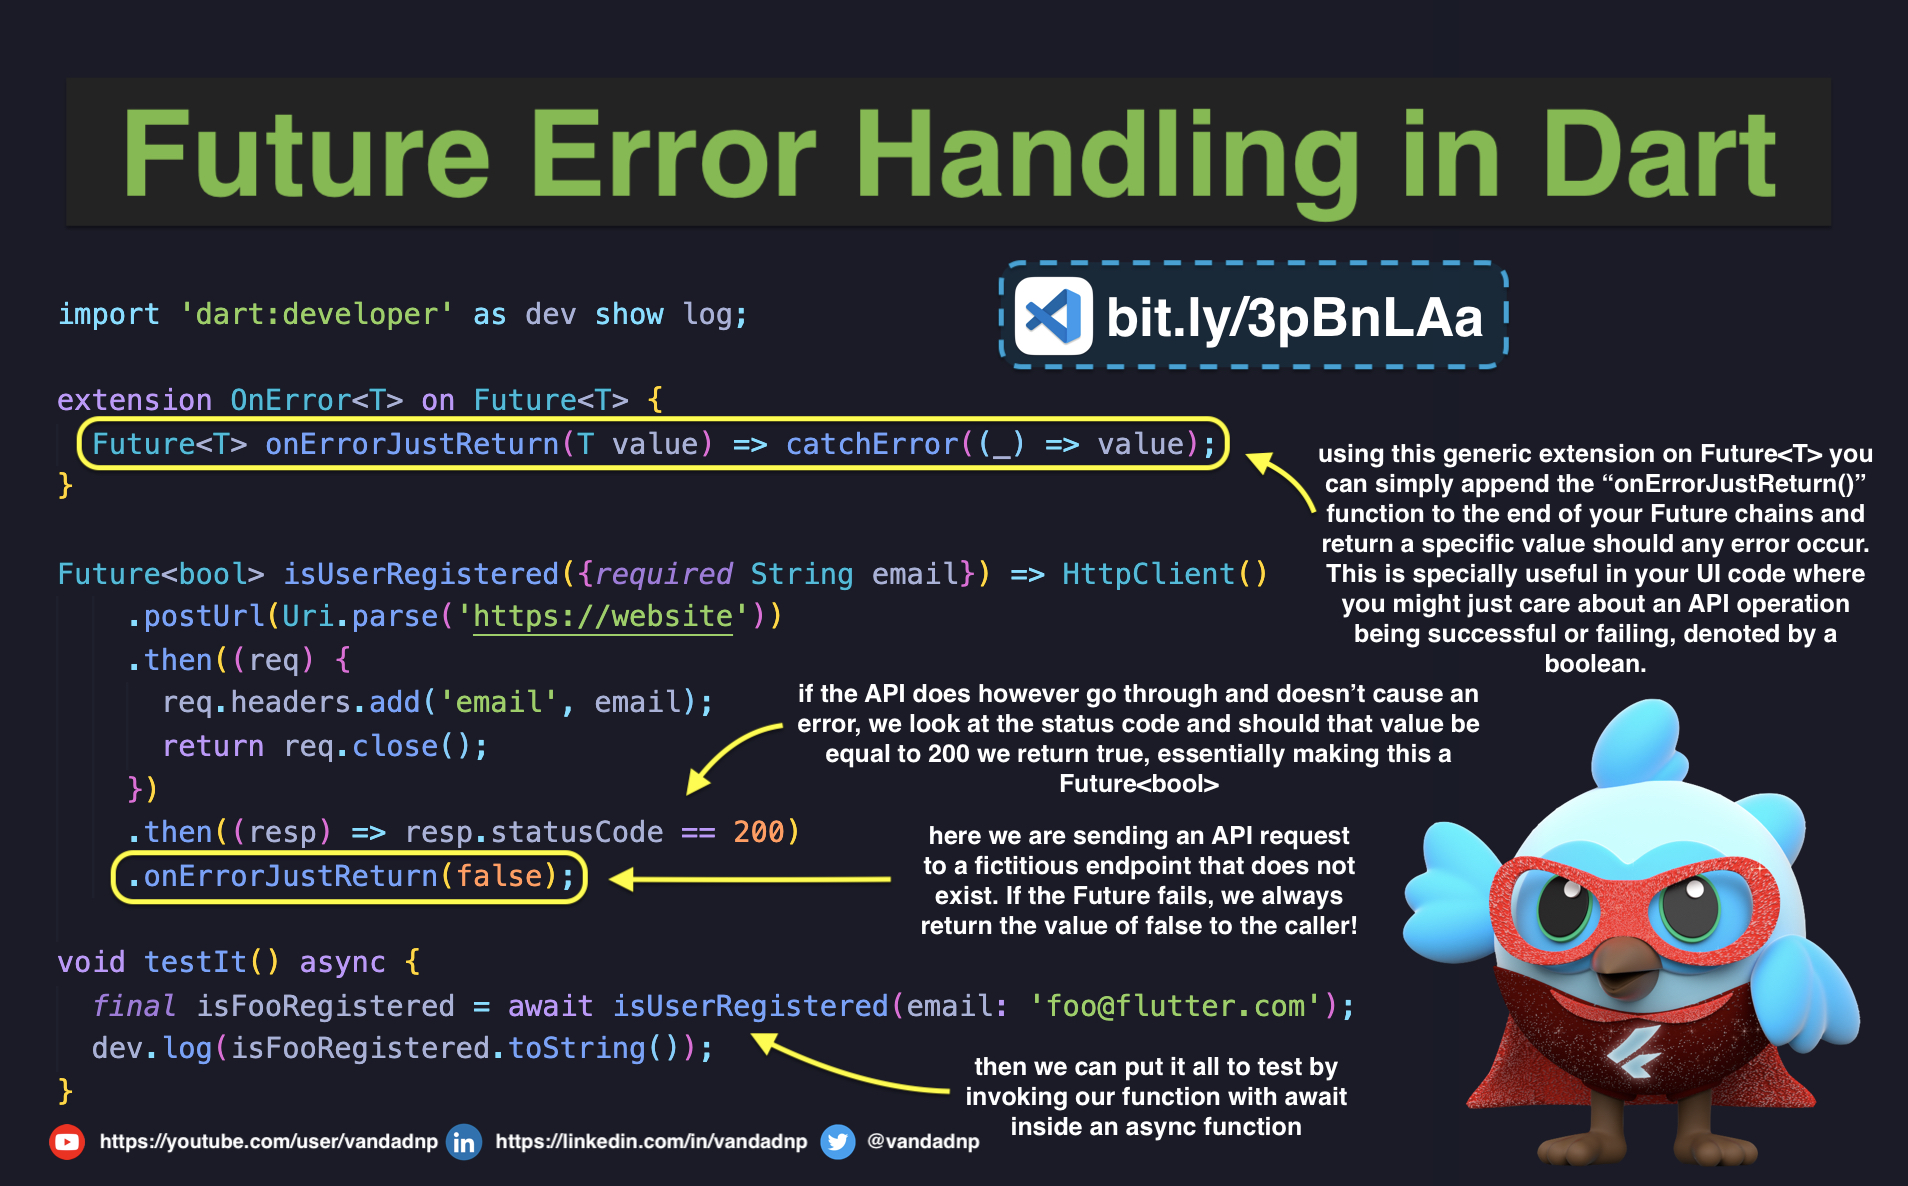 Future Error Handling in Dart
bit.ly/3pBnLAa
import 'dart:developer' as dev show log;
extension OnError<T> on Future<T> {
Future<T> onErrorJustReturn(T value) => catchError((_) => value);
}
using this generic extension on Future<T> you
can simply append the “onErrorJustReturn()”
function to the end of your Future chains and
return a specific value should any error occur.
This is specially useful in your UI code where
you might just care about an API operation
being successful or failing, denoted by a
boolean.
Future<bool> isUserRegistered({required String email}) => HttpClient()
.postUrl(Uri.parse('https://website'))
.then((req) {
req.headers.add('email', email);
return req.close();
})
.then((resp) => resp.statusCode == 200)
.onErrorJustReturn(false);
if the API does however go through and doesn’t cause an
error, we look at the status code and should that value be
equal to 200 we return true, essentially making this a
Future<bool>
here we are sending an API request
to a fictitious endpoint that does not
exist. If the Future fails, we always
return the value of false to the caller!
void testIt() async {
final isFooRegistered = await isUserRegistered(email: 'foo@flutter.com');
dev.log(isFooRegistered.toString());
}
then we can put it all to test by
invoking our function with await
inside an async function
https://youtube.com/user/vandadnp
https://linkedin.com/in/vandadnp
@vandadnp